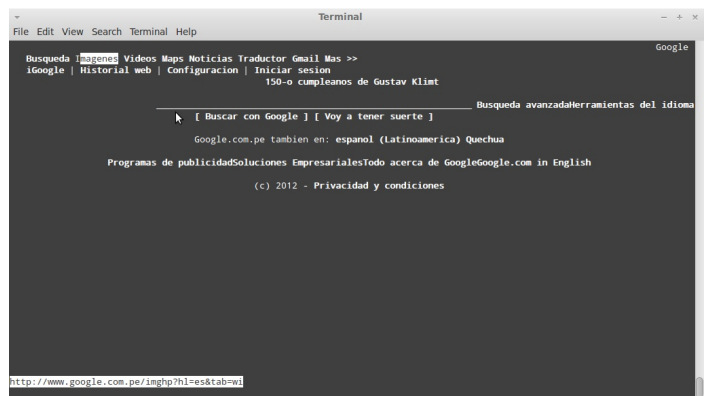 Terminal
File Edit View Search Terminal Help
Google
Busqueda Imagenes Videos Maps Noticias Traductor Gmail Mas >>
iGoogle | Historial web | Configuracion | Iniciar sesion
150-o cumpleanos de Gustav Klimt
Busqueda avanzadaHerramientas del idioma
[ Buscar con Google ] [ Voy a tener suerte ]
Google.com.pe tambien en: espanol (Latinoamerica) Quechua
Programas de publicidadSoluciones EmpresarialesTodo acerca de GoogleGoogle.com in English
(c) 2012 - Privacidad y condiciones
http://www.google.com.pe/imghp?hl=es&tab=wi